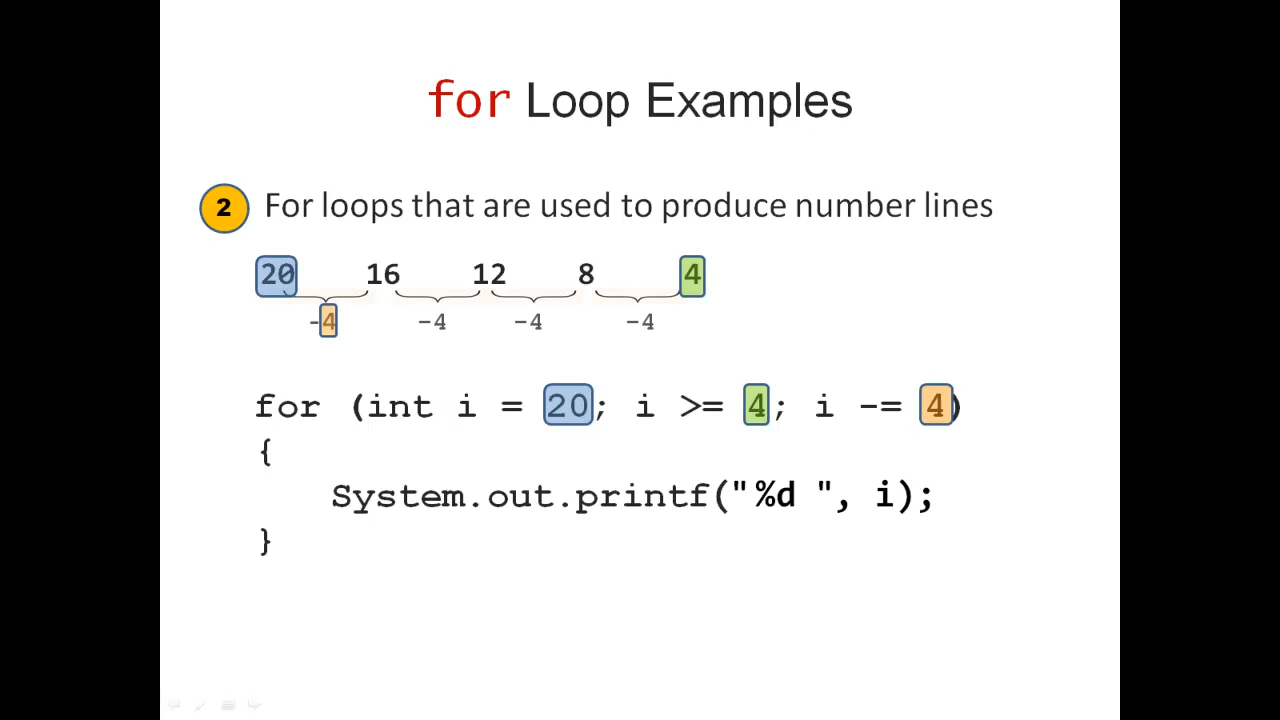 for Loop Examples
2 For loops that are used to produce number lines
20 16 12 8 4
-4 -4 -4 -4
for (int i = 20; i >= 4; i -= 4)
{
System.out.printf("%d ", i);
}